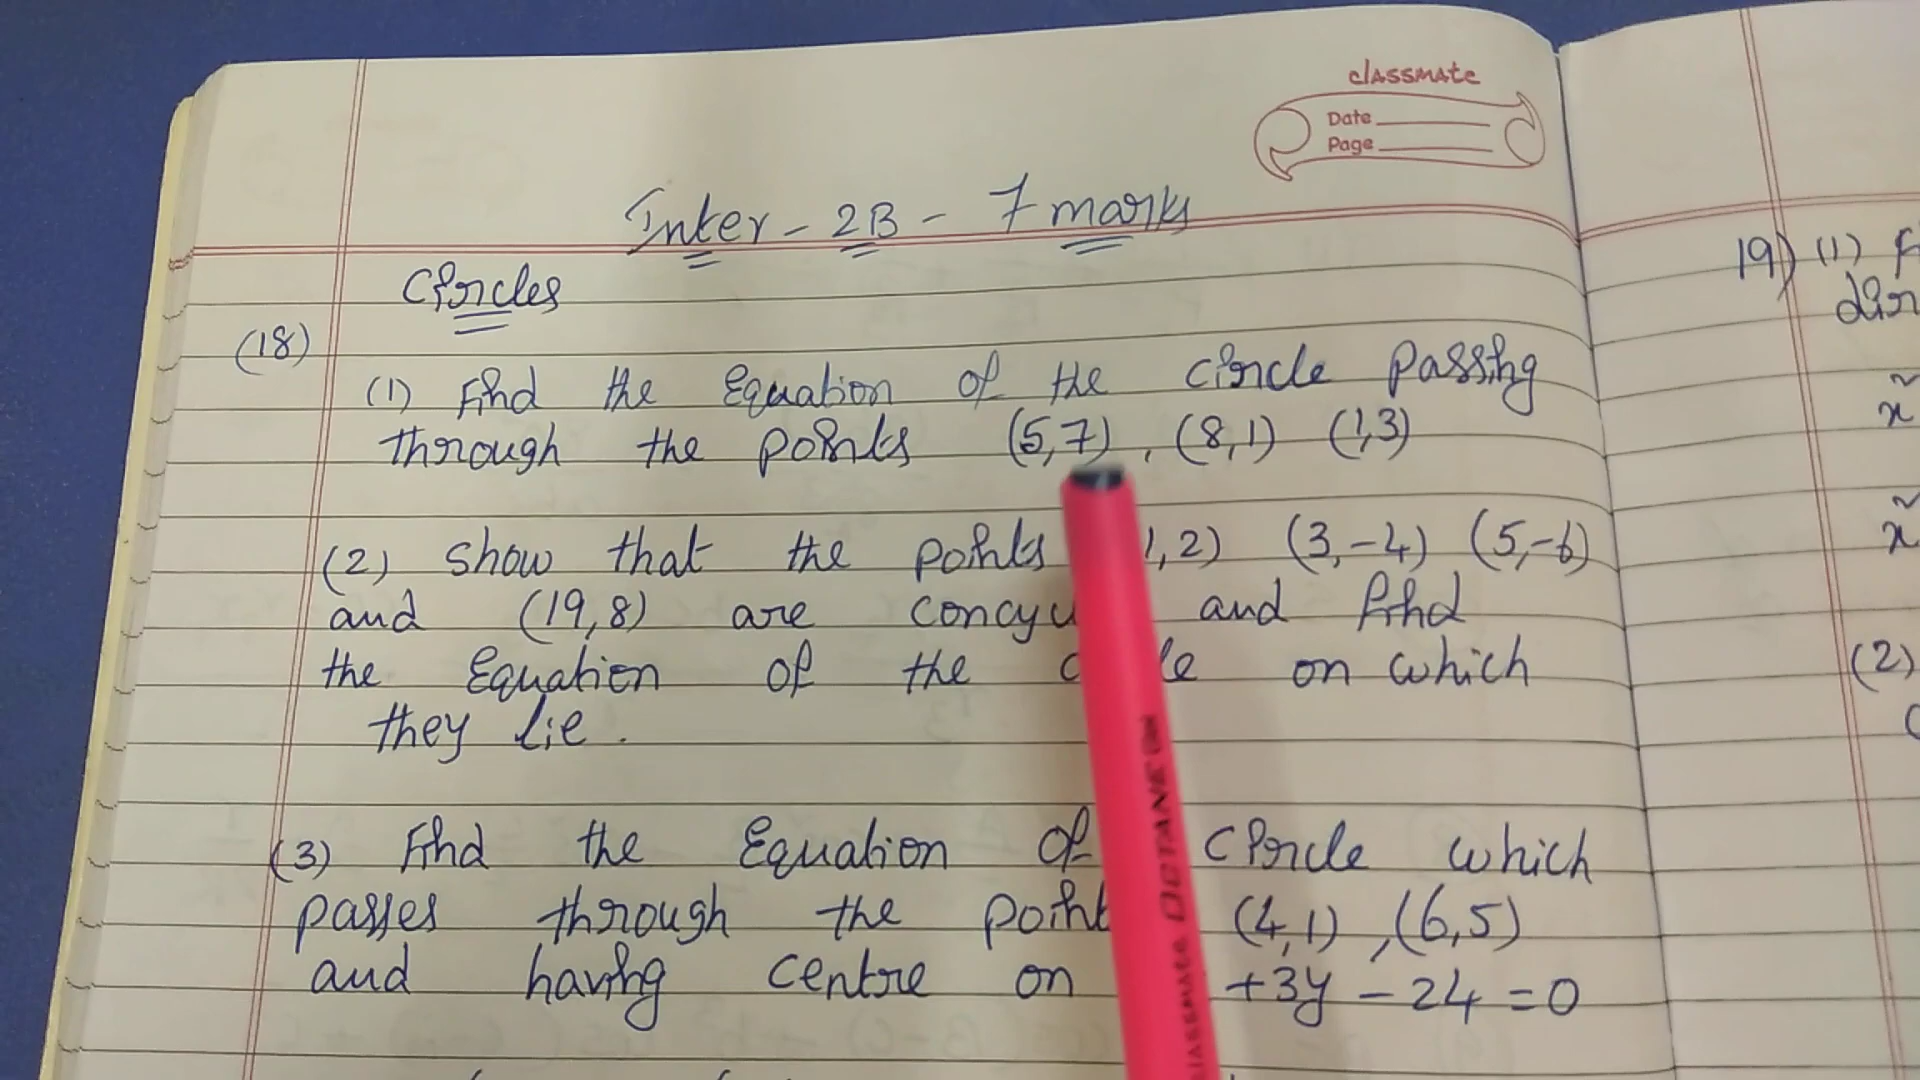 classmate
Date
Page
Inter - 2B - 7 marks
Circles
(18)
(1) Find the Equation of the circle passing
through the points (5,7), (8,1) (1,3)
(2) show that the points 1,2) (3,-4) (5,-6)
and (19,8) are and find
the Equation of the on which
they lie.
(3) Find the Equation of circle which
passes through the point (4,1), (6,5)
and having centre on +3y - 24 = 0
19) (1)
(2)
classmate OCTANE GEL